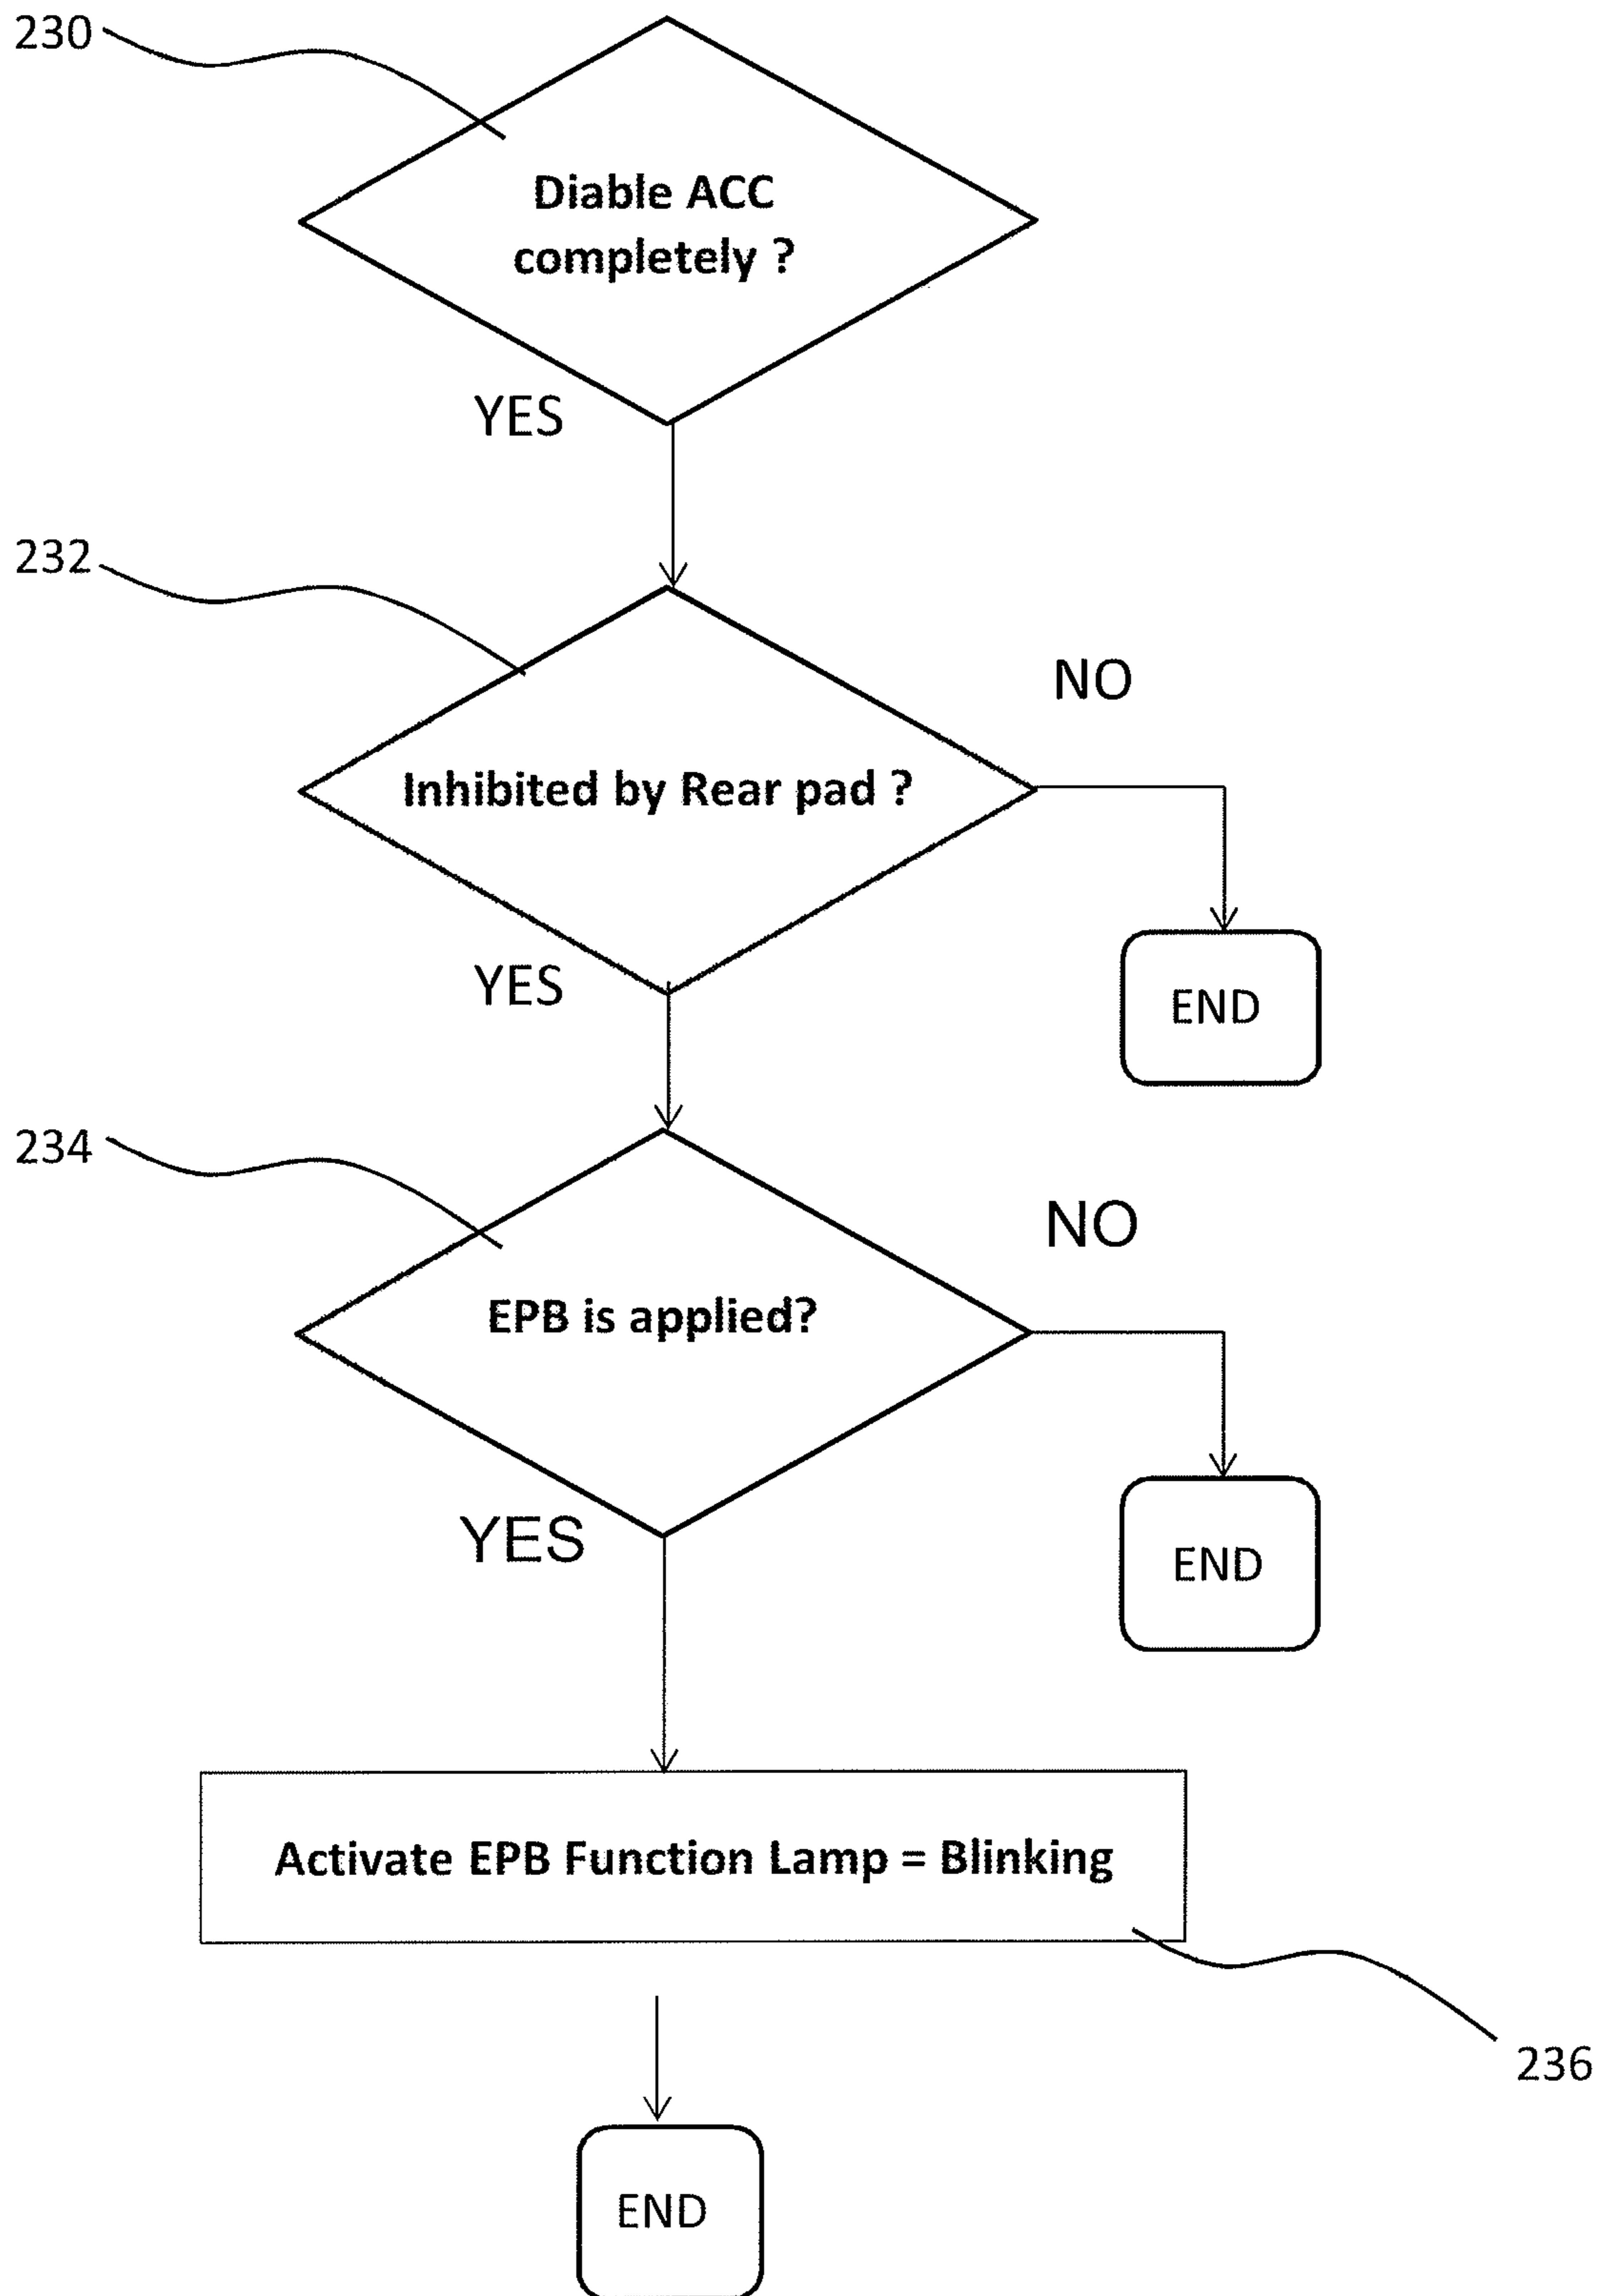 230
Diable ACC
completely ?
YES
232
NO
Inhibited by Rear pad ?
YES
END
234
NO
EPB is applied?
YES
END
Activate EPB Function Lamp = Blinking
236
END